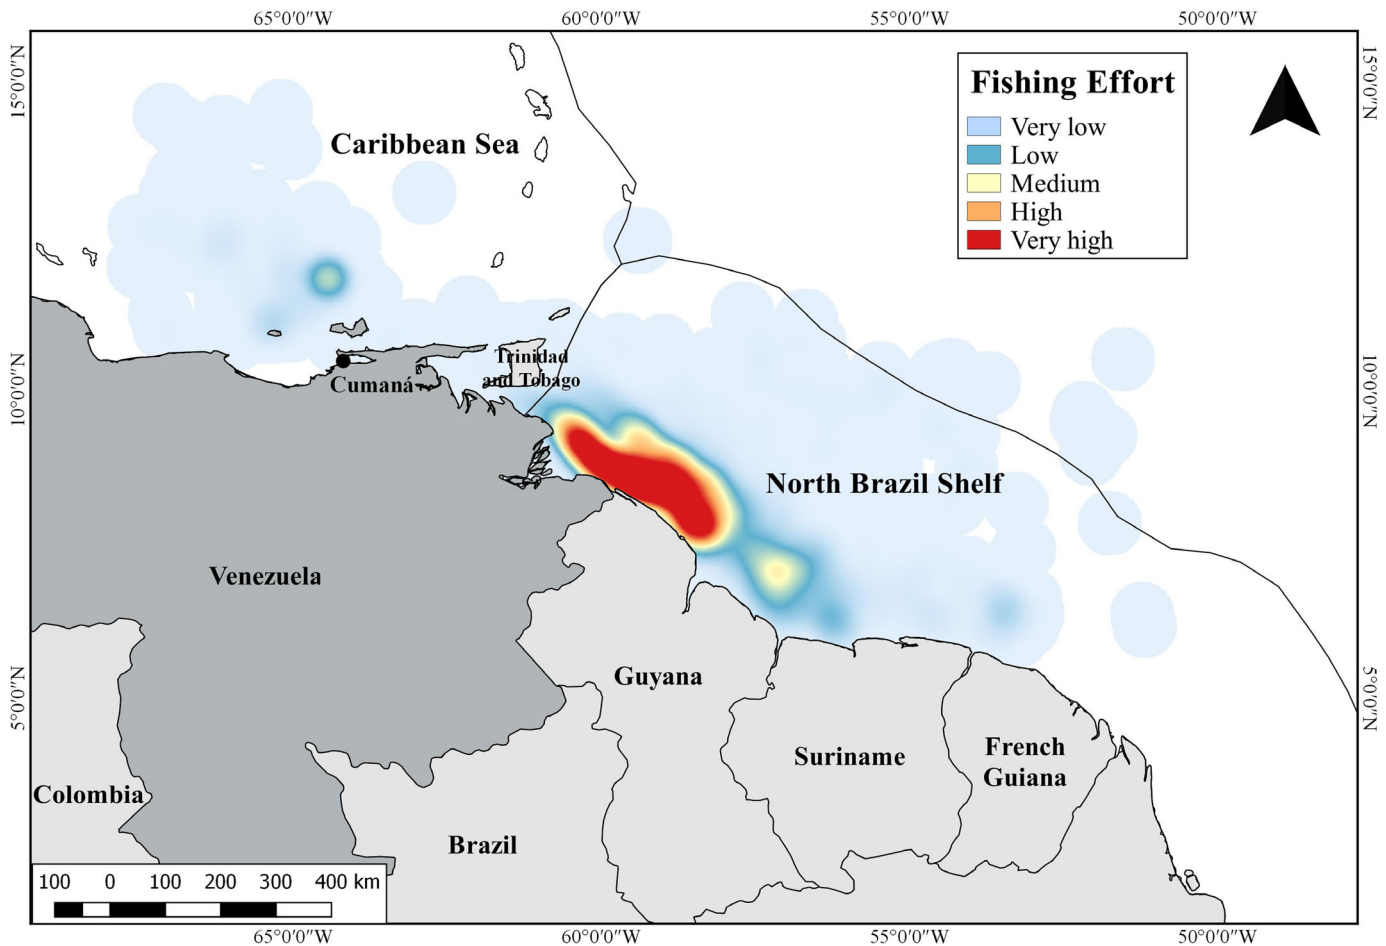 65°0'0"W 60°0'0"W 55°0'0"W 50°0'0"W
15°0'0"N
15°0'0"N
Fishing Effort
Very low
Low
Medium
High
Very high
Caribbean Sea
10°0'0"N
10°0'0"N
Trinidad
and Tobago
Cumaná
North Brazil Shelf
Venezuela
Guyana
5°0'0"N
5°0'0"N
Suriname
French
Guiana
Colombia
Brazil
100 0 100 200 300 400 km
65°0'0"W 60°0'0"W 55°0'0"W 50°0'0"W